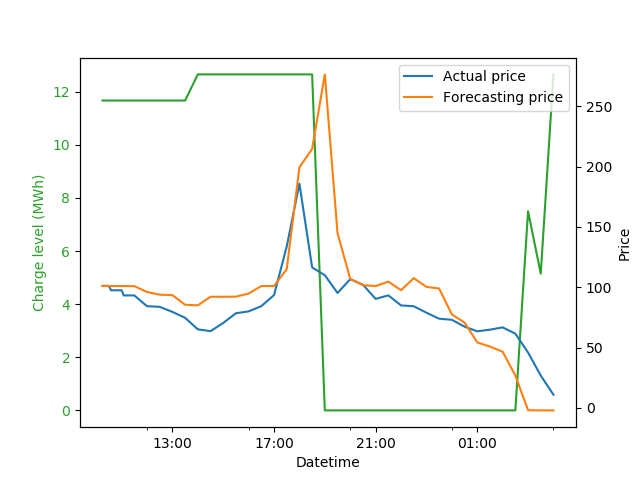 Actual price
Forecasting price
12
10
8
6
4
2
0
Charge level (MWh)
250
200
150
100
50
0
Price
13:00 17:00 21:00 01:00
Datetime